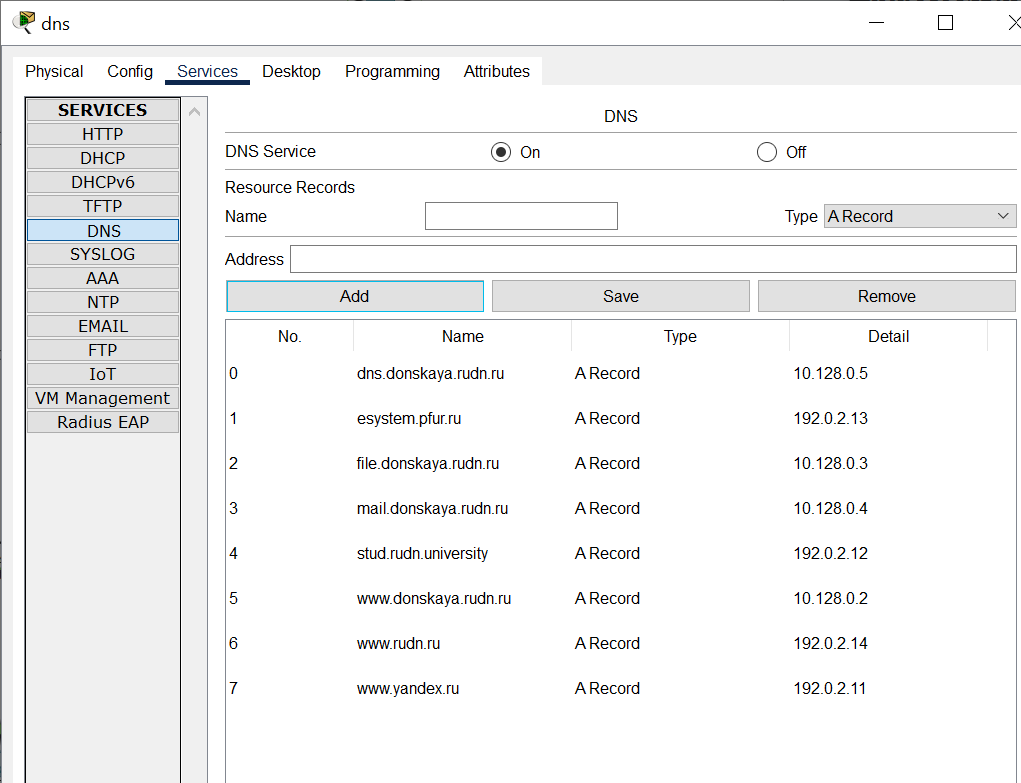 dns
Physical Config Services Desktop Programming Attributes
SERVICES
HTTP
DHCP
DHCPv6
TFTP
DNS
SYSLOG
AAA
NTP
EMAIL
FTP
IoT
VM Management
Radius EAP
DNS
DNS Service On Off
Resource Records
Name Type A Record
Address
Add Save Remove
No. Name Type Detail
0 dns.donskaya.rudn.ru A Record 10.128.0.5
1 esystem.pfur.ru A Record 192.0.2.13
2 file.donskaya.rudn.ru A Record 10.128.0.3
3 mail.donskaya.rudn.ru A Record 10.128.0.4
4 stud.rudn.university A Record 192.0.2.12
5 www.donskaya.rudn.ru A Record 10.128.0.2
6 www.rudn.ru A Record 192.0.2.14
7 www.yandex.ru A Record 192.0.2.11